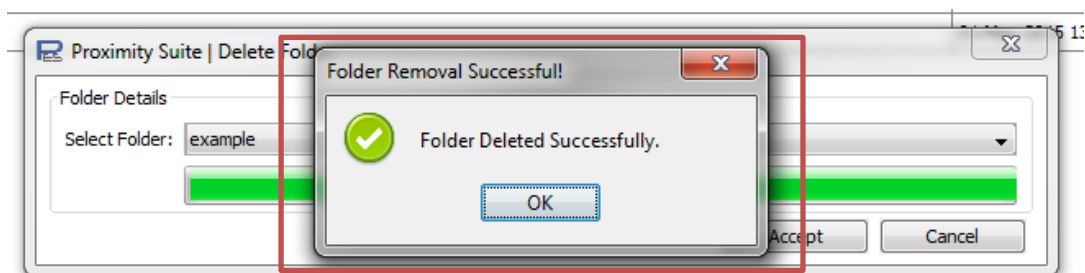 Proximity Suite | Delete Fold
Folder Removal Successful!
Folder Details
Select Folder: example
Folder Deleted Successfully.
OK
Accept Cancel